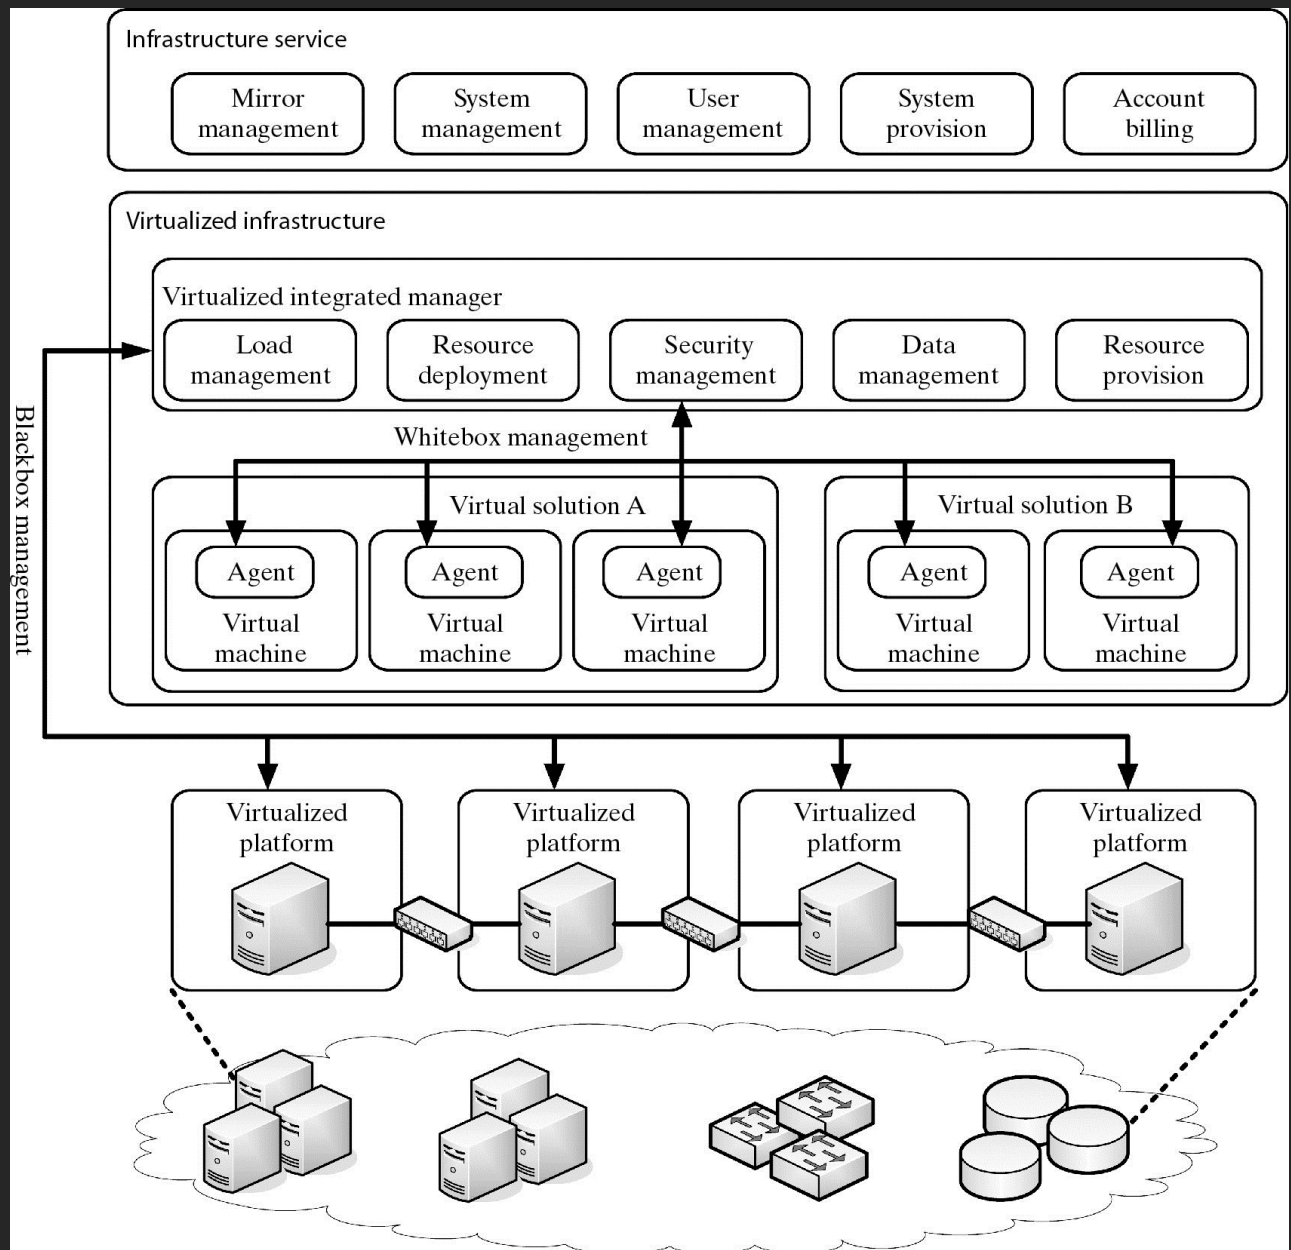 Infrastructure service
Mirror
management
System
management
User
management
System
provision
Account
billing
Virtualized infrastructure
Virtualized integrated manager
Load
management
Resource
deployment
Security
management
Data
management
Resource
provision
Blackbox management
Whitebox management
Virtual solution A
Agent
Virtual
machine
Agent
Virtual
machine
Agent
Virtual
machine
Virtual solution B
Agent
Virtual
machine
Agent
Virtual
machine
Virtualized
platform
Virtualized
platform
Virtualized
platform
Virtualized
platform